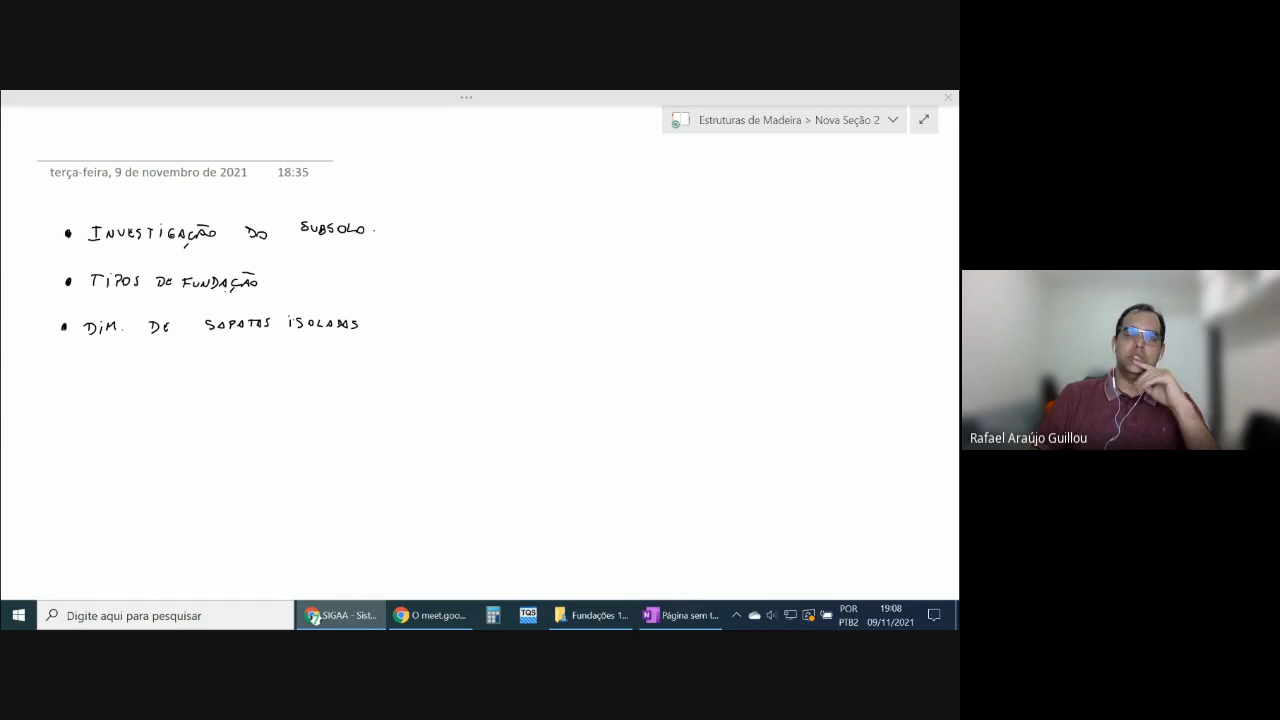 Estruturas de Madeira > Nova Seção 2
terça-feira, 9 de novembro de 2021 18:35
• INVESTIGAÇÃO DO SUBSOLO.
• TIPOS DE FUNDAÇÃO
• DIM. DE SAPATAS ISOLADAS
Rafael Araújo Guillou
Digite aqui para pesquisar
SIGAA - Sist...
O meet.goo...
TQS
Fundações 1...
Página sem t...
POR
PTB2
19:08
09/11/2021